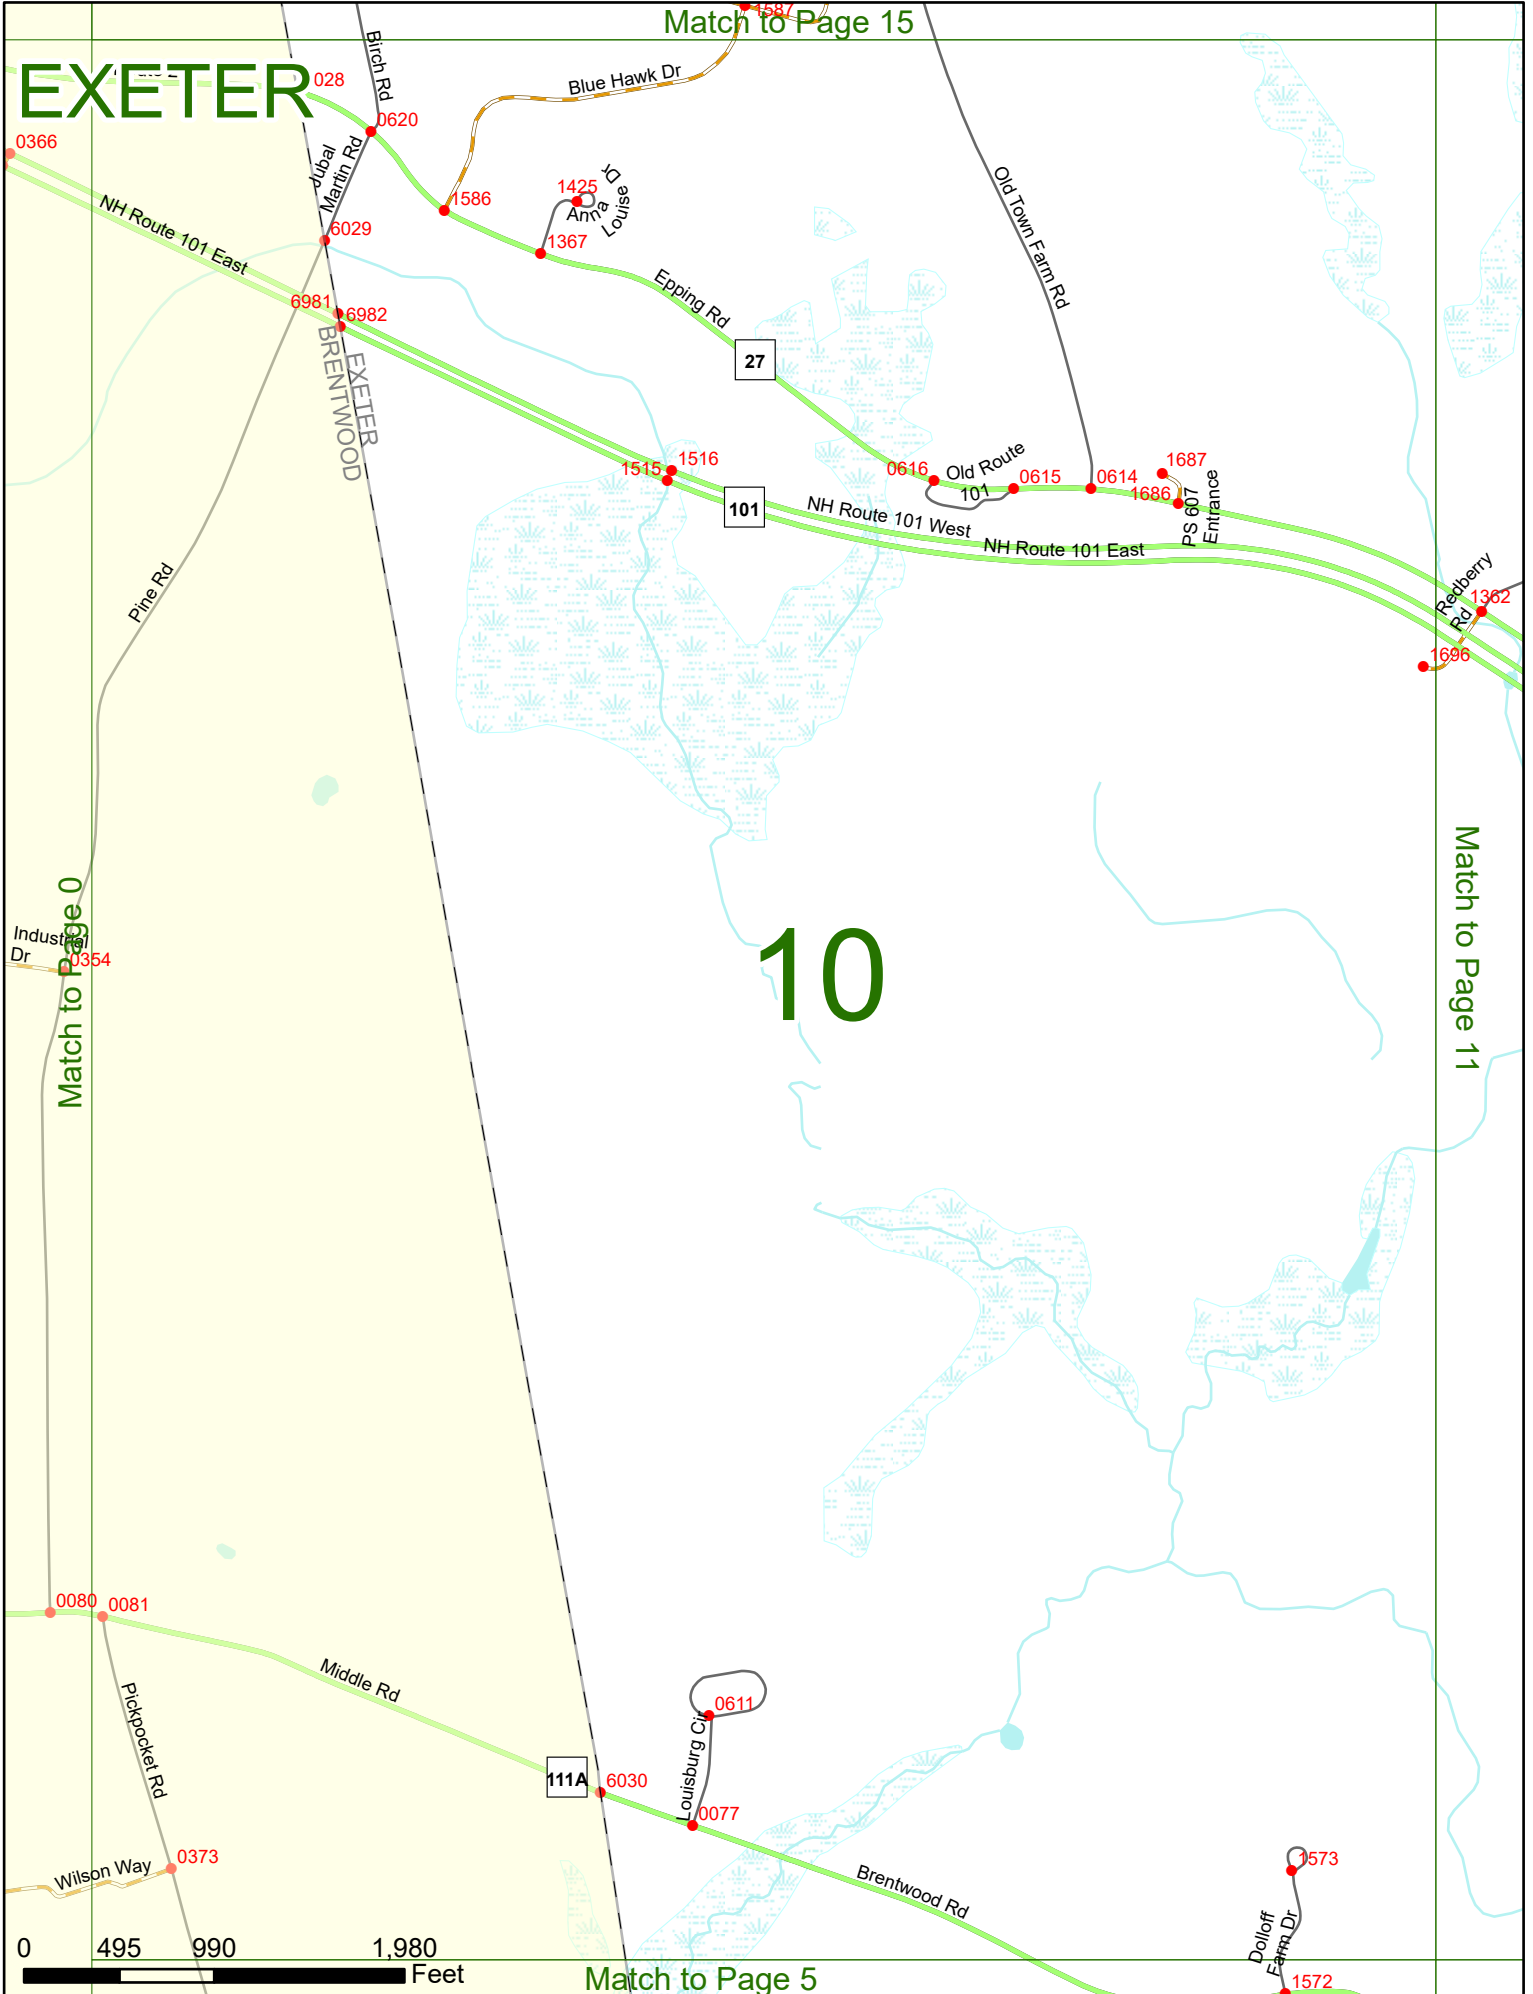 Match to Page 15
1587
EXETER
028
Birch Rd
Blue Hawk Dr
0620
0366
Jubal
Martin Rd
1586
1425
Anna
Louise Dr
Old Town Farm Rd
NH Route 101 East
6029
1367
Epping Rd
6981
6982
27
EXETER
BRENTWOOD
1515
1516
101
0616
Old Route
101
0615
0614
1687
1686
PS 607
Entrance
NH Route 101 West
NH Route 101 East
Redberry
Rd
1362
1696
Pine Rd
Match to Page 0
Industrial
Dr
0354
10
Match to Page 11
0080
0081
Middle Rd
Pickpocket Rd
0611
Louisburg Cir
111A
6030
0077
0373
Wilson Way
Brentwood Rd
1573
Dolloff
Farm Dr
1572
0
495
990
1,980
Feet
Match to Page 5